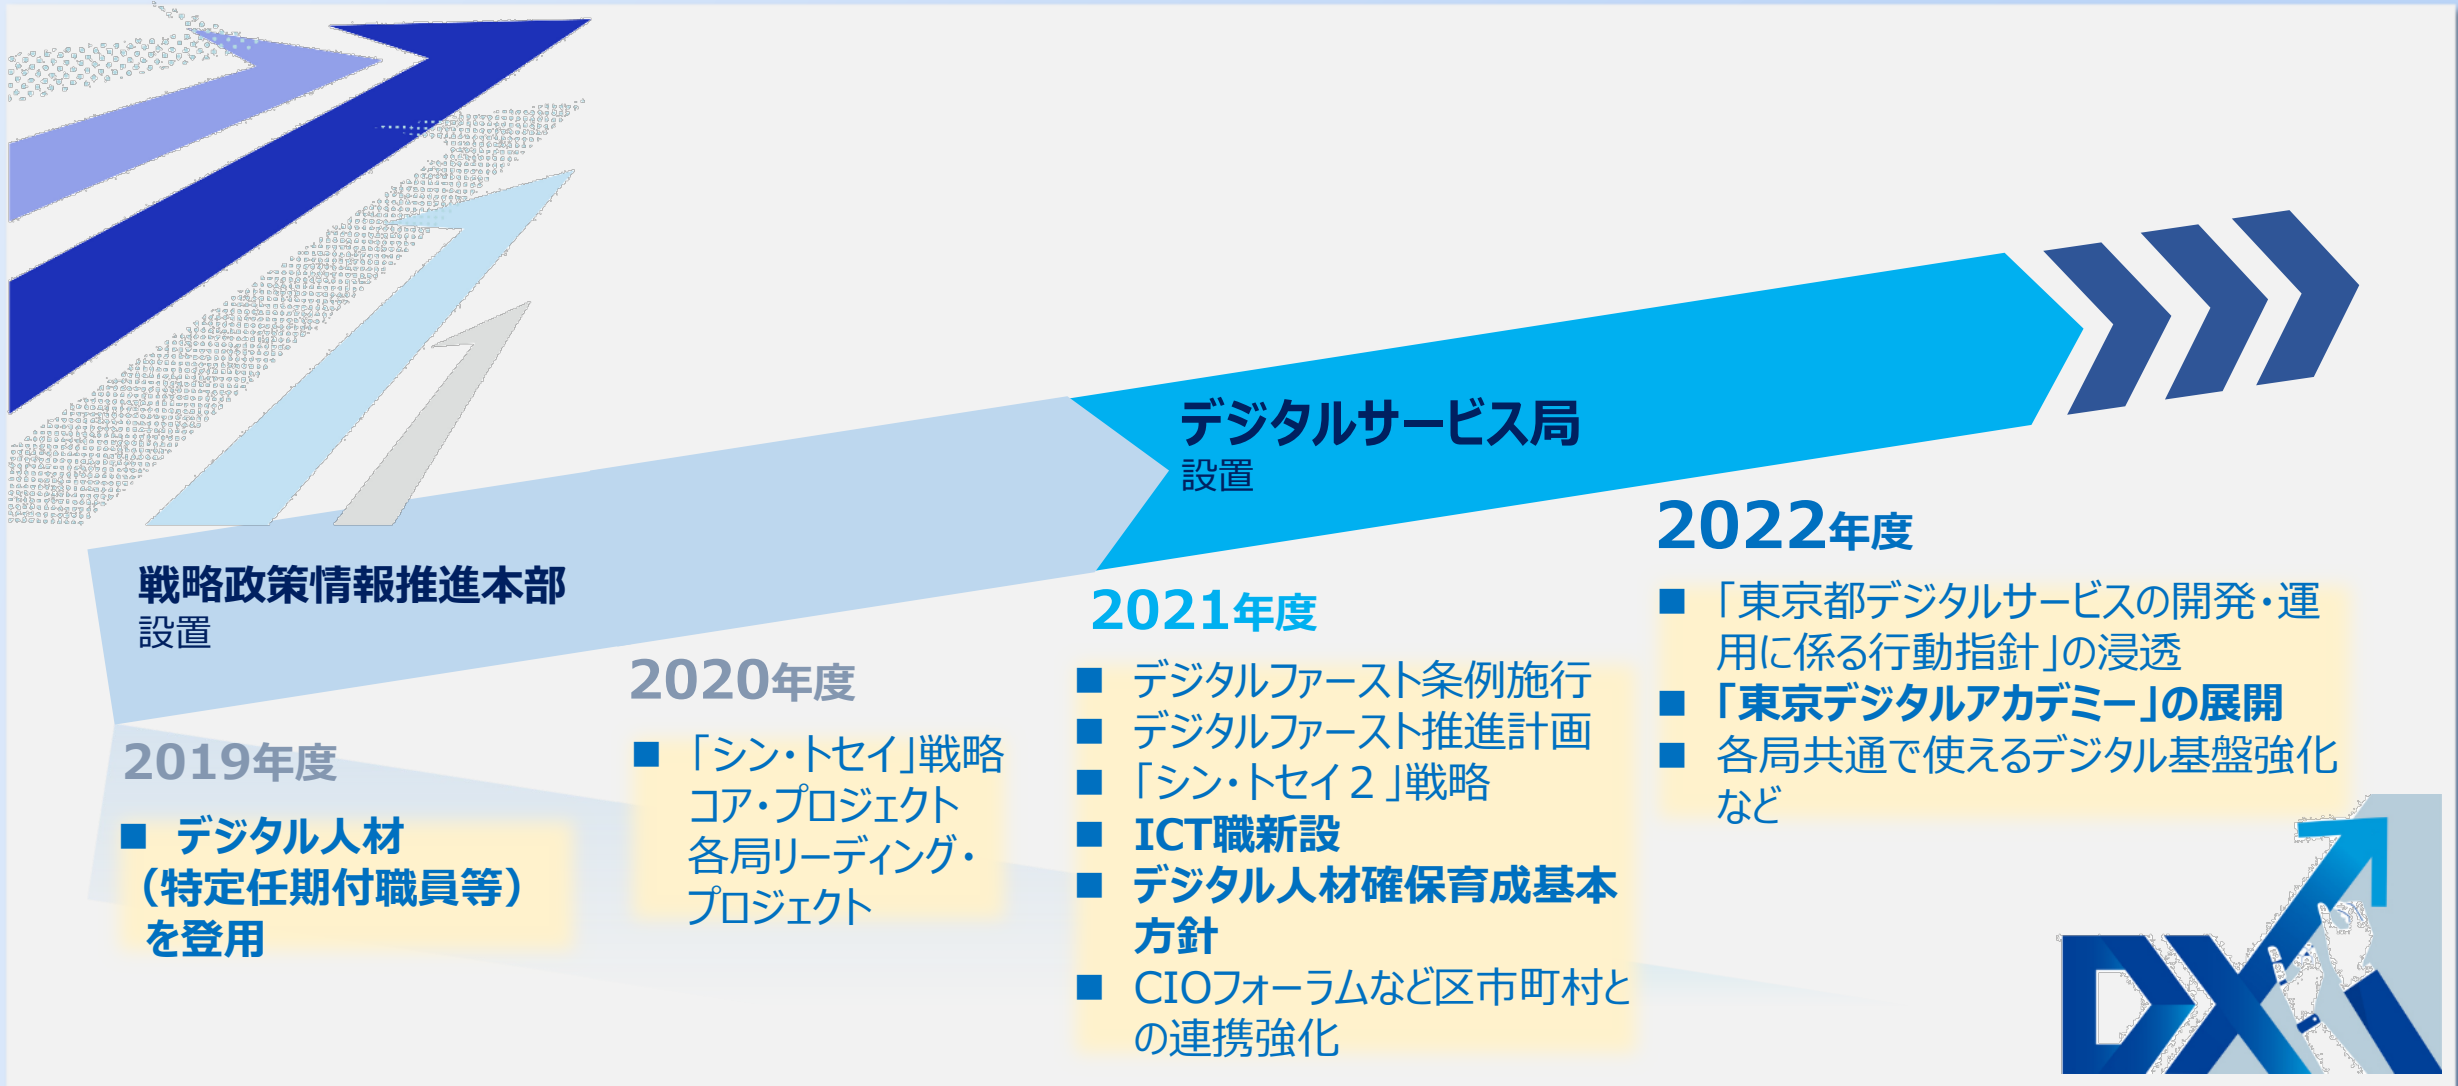 戦略政策情報推進本部
設置
2019年度
■ デジタル人材
（特定任期付職員等）
を登用
2020年度
■ 「シン・トセイ」戦略
コア・プロジェクト
各局リーディング・
プロジェクト
デジタルサービス局
設置
2021年度
■ デジタルファースト条例施行
■ デジタルファースト推進計画
■ 「シン・トセイ２」戦略
■ ICT職新設
■ デジタル人材確保育成基本
方針
■ CIOフォーラムなど区市町村と
の連携強化
2022年度
■ 「東京都デジタルサービスの開発・運
用に係る行動指針」の浸透
■ 「東京デジタルアカデミー」の展開
■ 各局共通で使えるデジタル基盤強化
など
DX